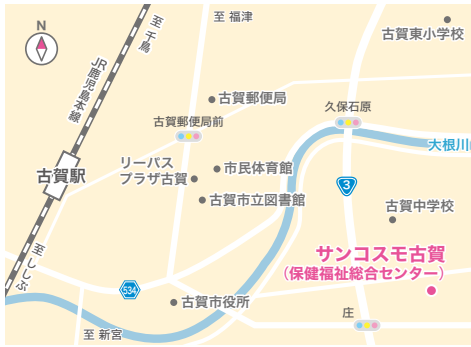 N
至 千鳥
至 福津
古賀東小学校
JR鹿児島本線
古賀郵便局
久保石原
古賀郵便局前
大根川
リーパス
プラザ古賀
市民体育館
古賀駅
古賀市立図書館
3
古賀中学校
サンコスモ古賀
（保健福祉総合センター）
至 ししぶ
534
古賀市役所
庄
至 新宮